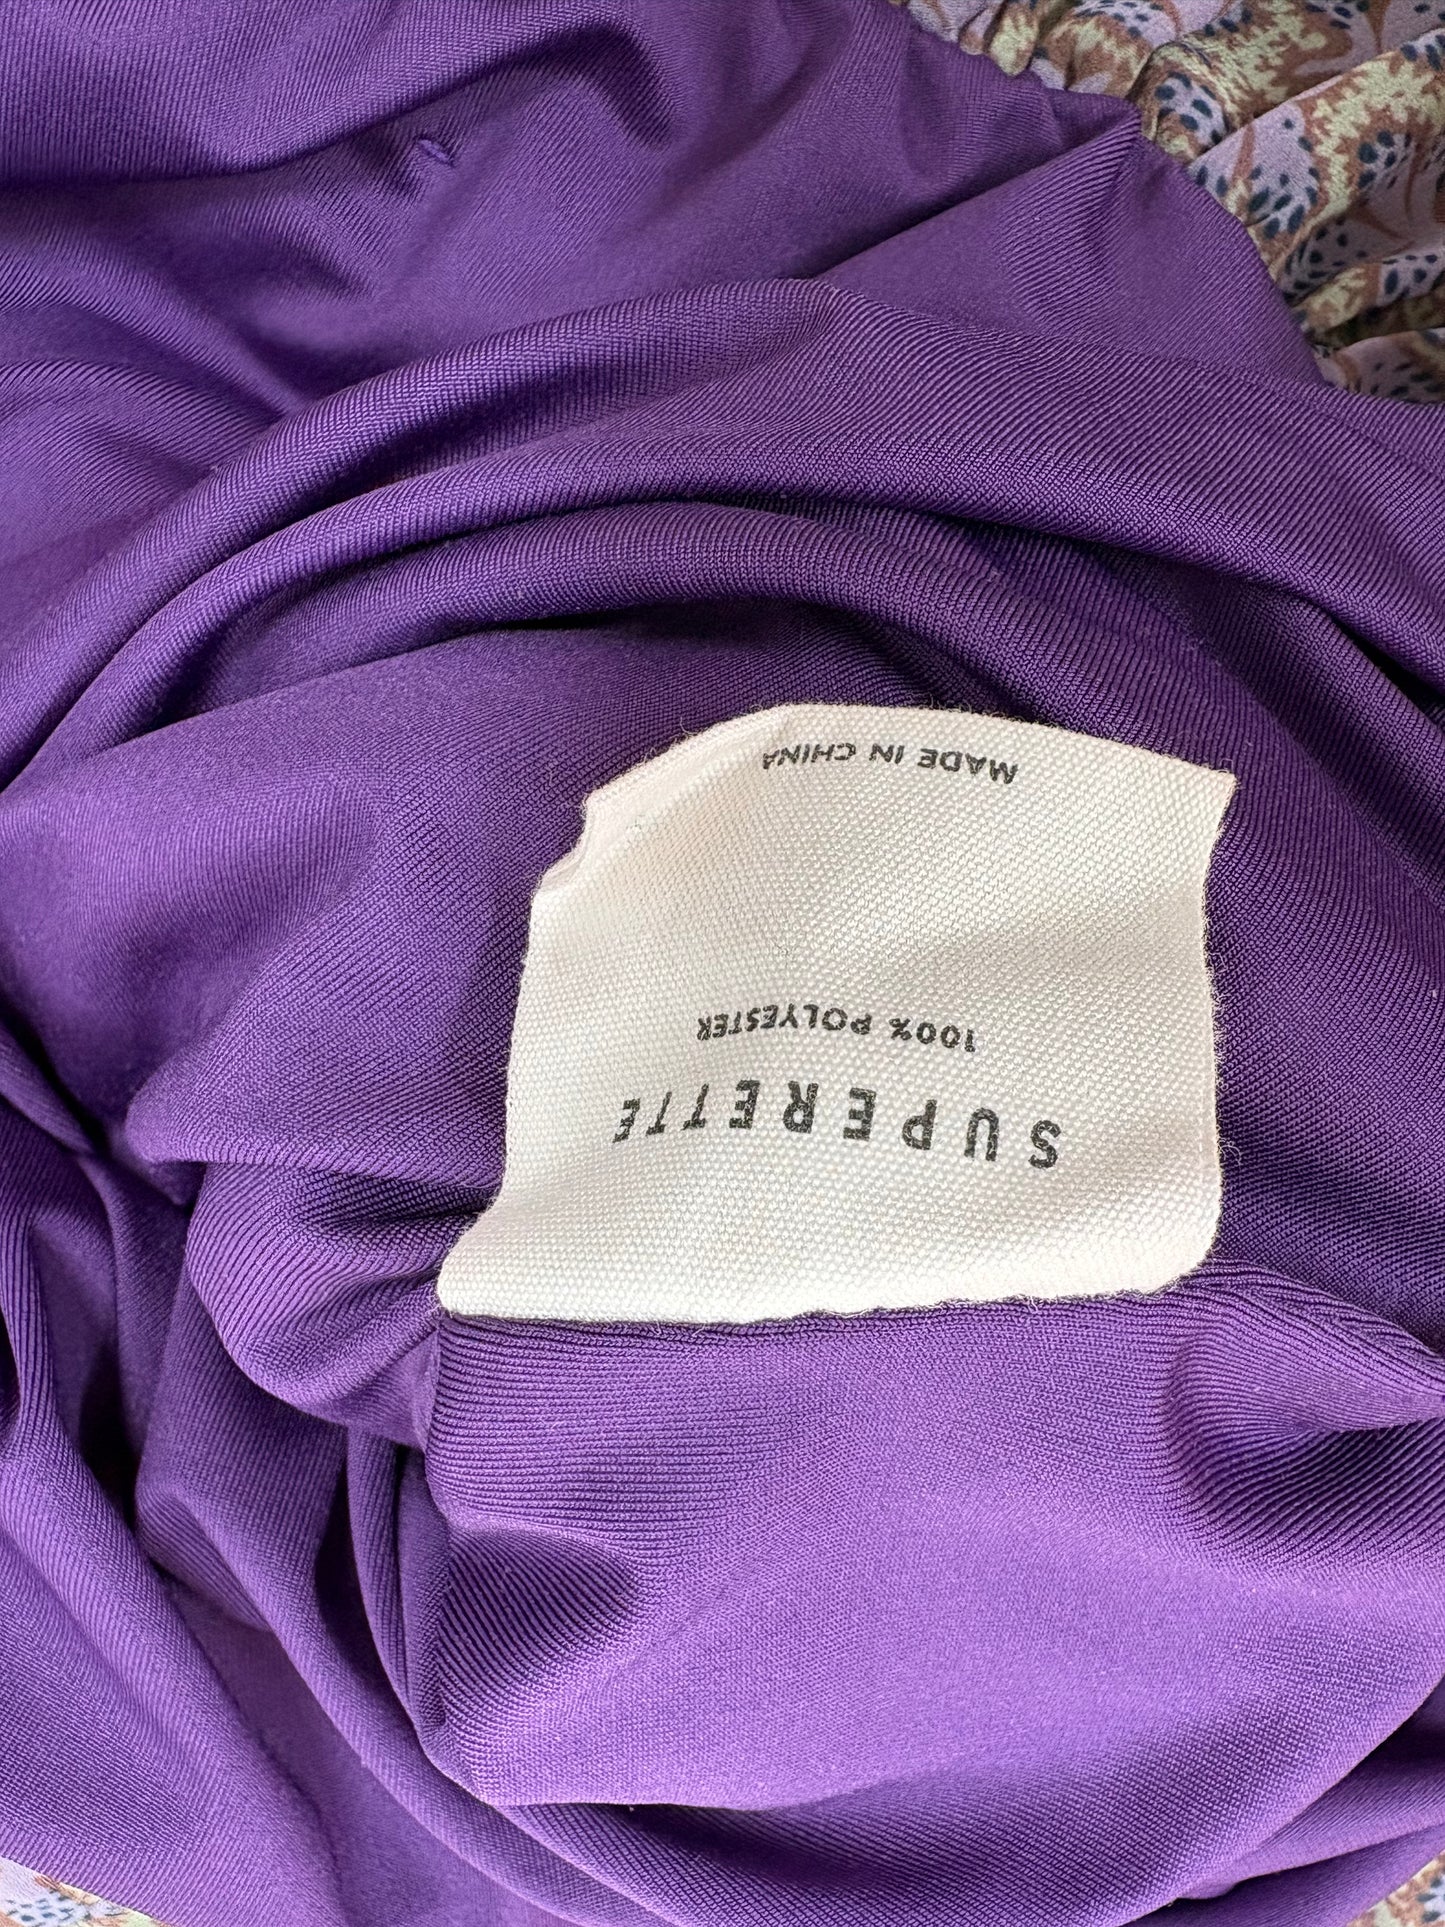 SUPERETTE
100% POLYESTER
MADE IN CHINA